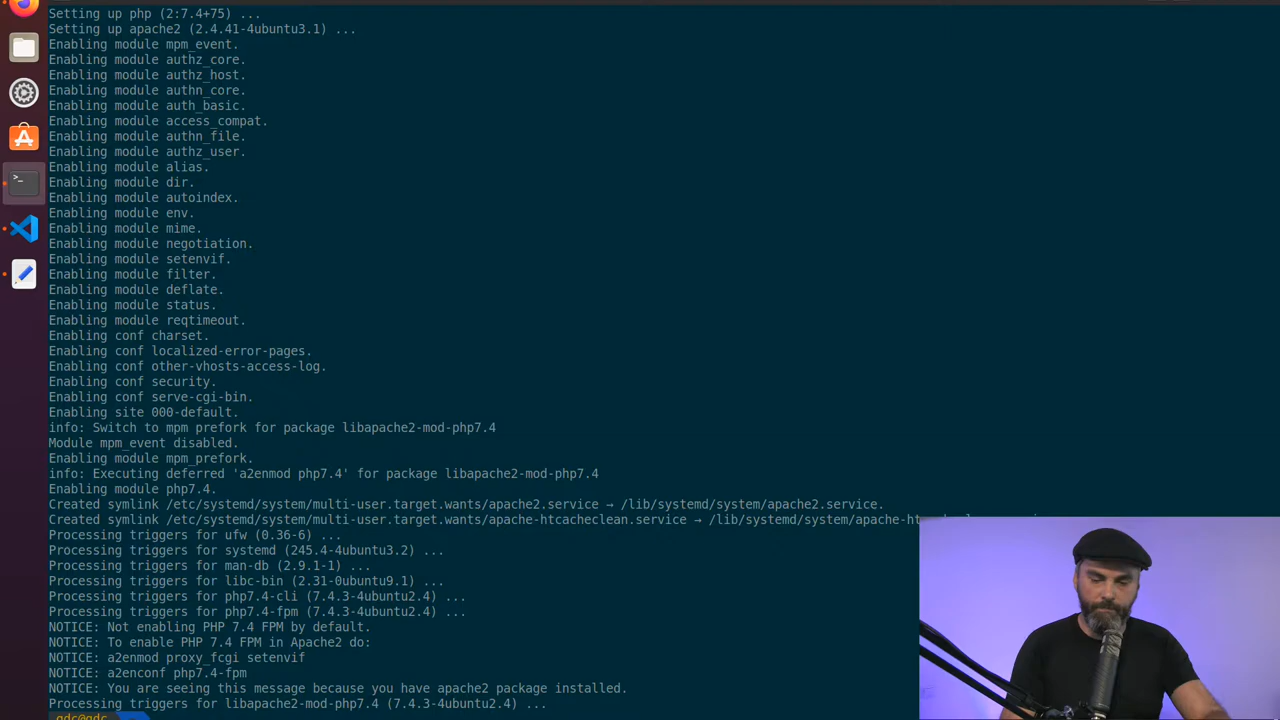 Setting up php (2:7.4+75) ...
Setting up apache2 (2.4.41-4ubuntu3.1) ...
Enabling module mpm_event.
Enabling module authz_core.
Enabling module authz_host.
Enabling module authn_core.
Enabling module auth_basic.
Enabling module access_compat.
Enabling module authn_file.
Enabling module authz_user.
Enabling module alias.
Enabling module dir.
Enabling module autoindex.
Enabling module env.
Enabling module mime.
Enabling module negotiation.
Enabling module setenvif.
Enabling module filter.
Enabling module deflate.
Enabling module status.
Enabling module reqtimeout.
Enabling conf charset.
Enabling conf localized-error-pages.
Enabling conf other-vhosts-access-log.
Enabling conf security.
Enabling conf serve-cgi-bin.
Enabling site 000-default.
info: Switch to mpm prefork for package libapache2-mod-php7.4
Module mpm_event disabled.
Enabling module mpm_prefork.
info: Executing deferred 'a2enmod php7.4' for package libapache2-mod-php7.4
Enabling module php7.4.
Created symlink /etc/systemd/system/multi-user.target.wants/apache2.service → /lib/systemd/system/apache2.service.
Created symlink /etc/systemd/system/multi-user.target.wants/apache-htcacheclean.service → /lib/systemd/system/apache-ht
Processing triggers for ufw (0.36-6) ...
Processing triggers for systemd (245.4-4ubuntu3.2) ...
Processing triggers for man-db (2.9.1-1) ...
Processing triggers for libc-bin (2.31-0ubuntu9.1) ...
Processing triggers for php7.4-cli (7.4.3-4ubuntu2.4) ...
Processing triggers for php7.4-fpm (7.4.3-4ubuntu2.4) ...
NOTICE: Not enabling PHP 7.4 FPM by default.
NOTICE: To enable PHP 7.4 FPM in Apache2 do:
NOTICE: a2enmod proxy_fcgi setenvif
NOTICE: a2enconf php7.4-fpm
NOTICE: You are seeing this message because you have apache2 package installed.
Processing triggers for libapache2-mod-php7.4 (7.4.3-4ubuntu2.4) ...